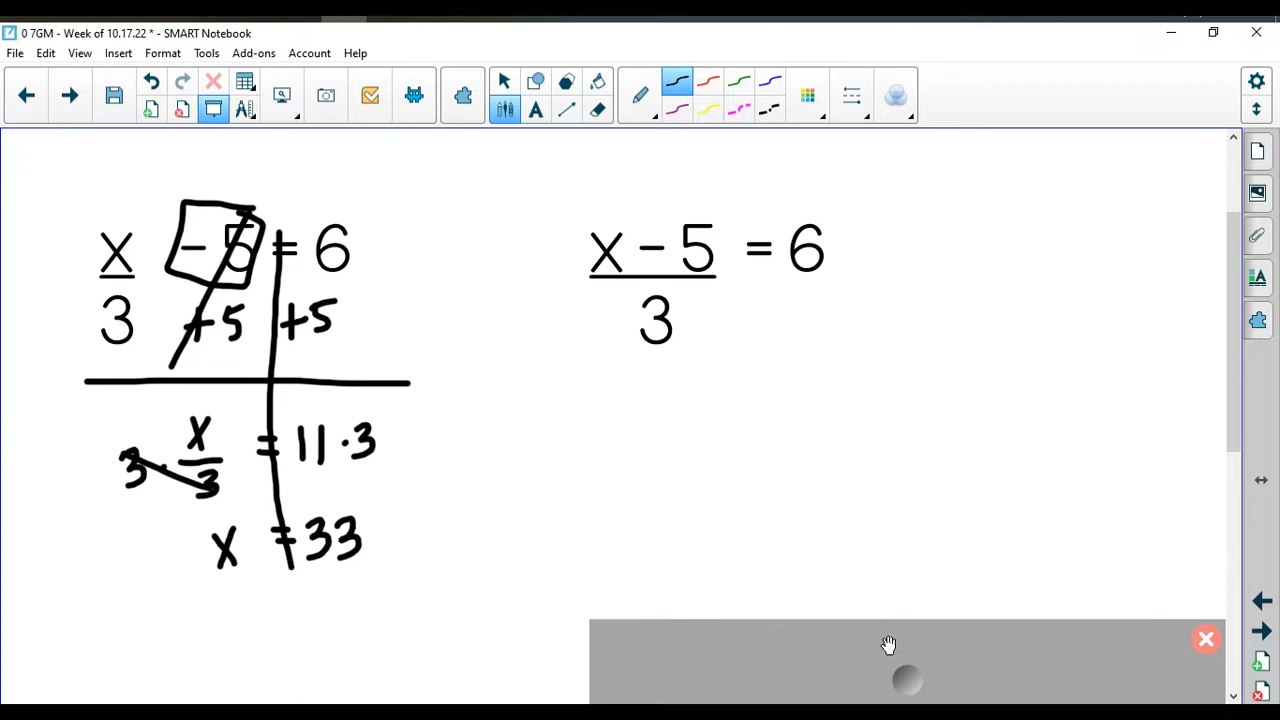 0 7GM - Week of 10.17.22 * - SMART Notebook
File Edit View Insert Format Tools Add-ons Account Help
x - 5 = 6
3 +5 +5
x = 11 · 3
3 · 3
x = 33
x - 5 = 6
3